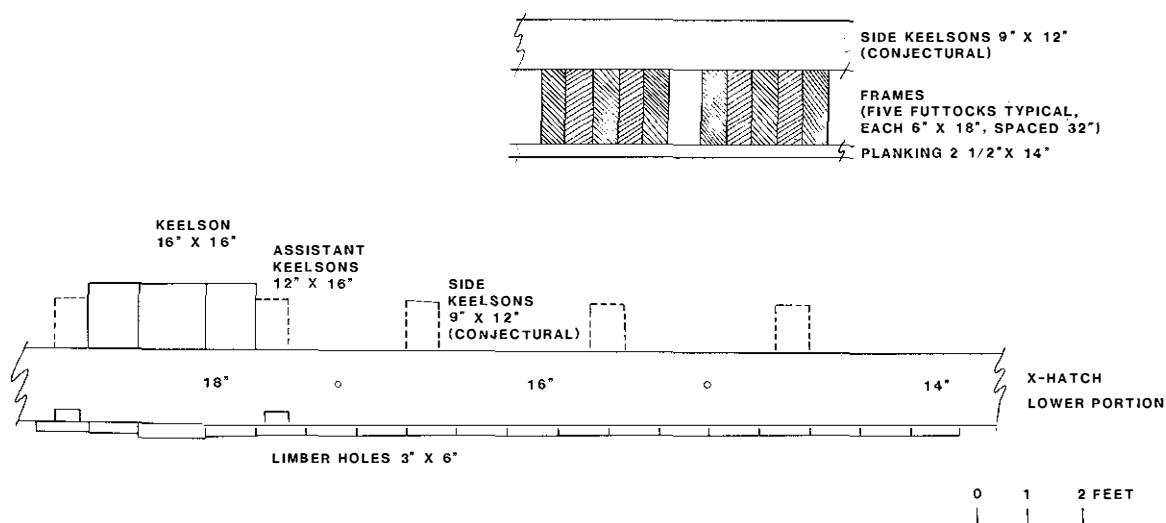 SIDE KEELSONS 9" X 12"
(CONJECTURAL)
FRAMES
(FIVE FUTTOCKS TYPICAL,
EACH 6" X 18", SPACED 32")
PLANKING 2 1/2" X 14"
KEELSON
16" X 16"
ASSISTANT
KEELSONS
12" X 16"
SIDE
KEELSONS
9" X 12"
(CONJECTURAL)
18"
16"
14"
X-HATCH
LOWER PORTION
LIMBER HOLES 3" X 6"
0 1 2 FEET